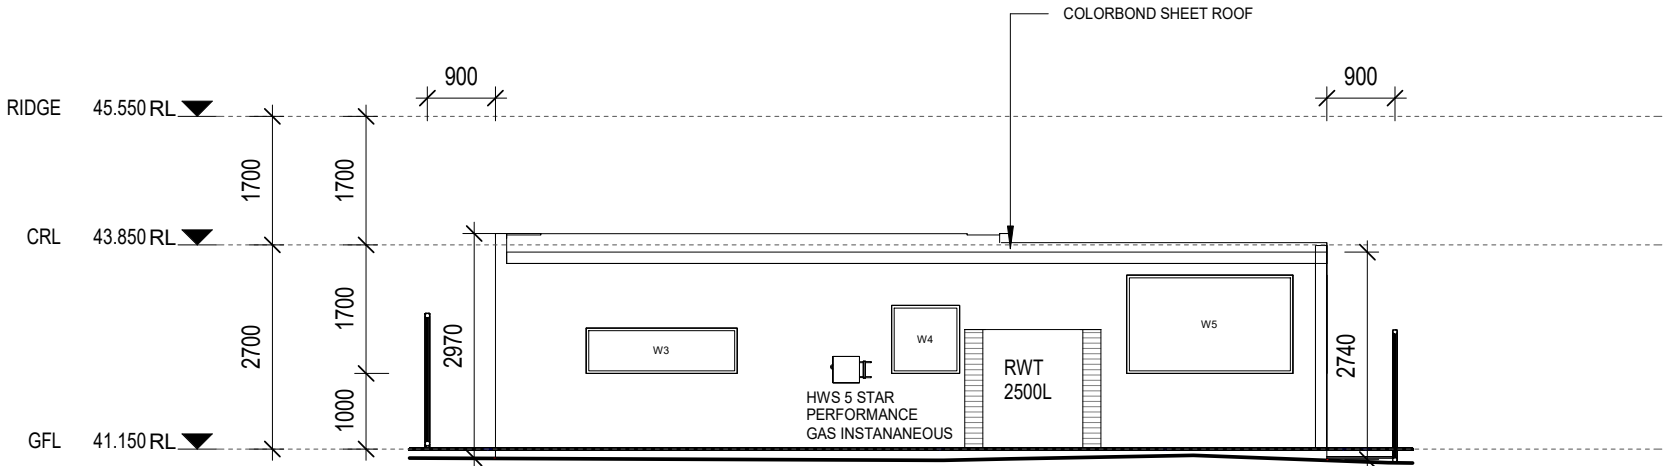 COLORBOND SHEET ROOF
900
900
RIDGE 45.550 RL
1700
1700
CRL 43.850 RL
2700
1700
1000
2970
W3
W4
W5
RWT
2500L
2740
HWS 5 STAR
PERFORMANCE
GAS INSTANANEOUS
GFL 41.150 RL